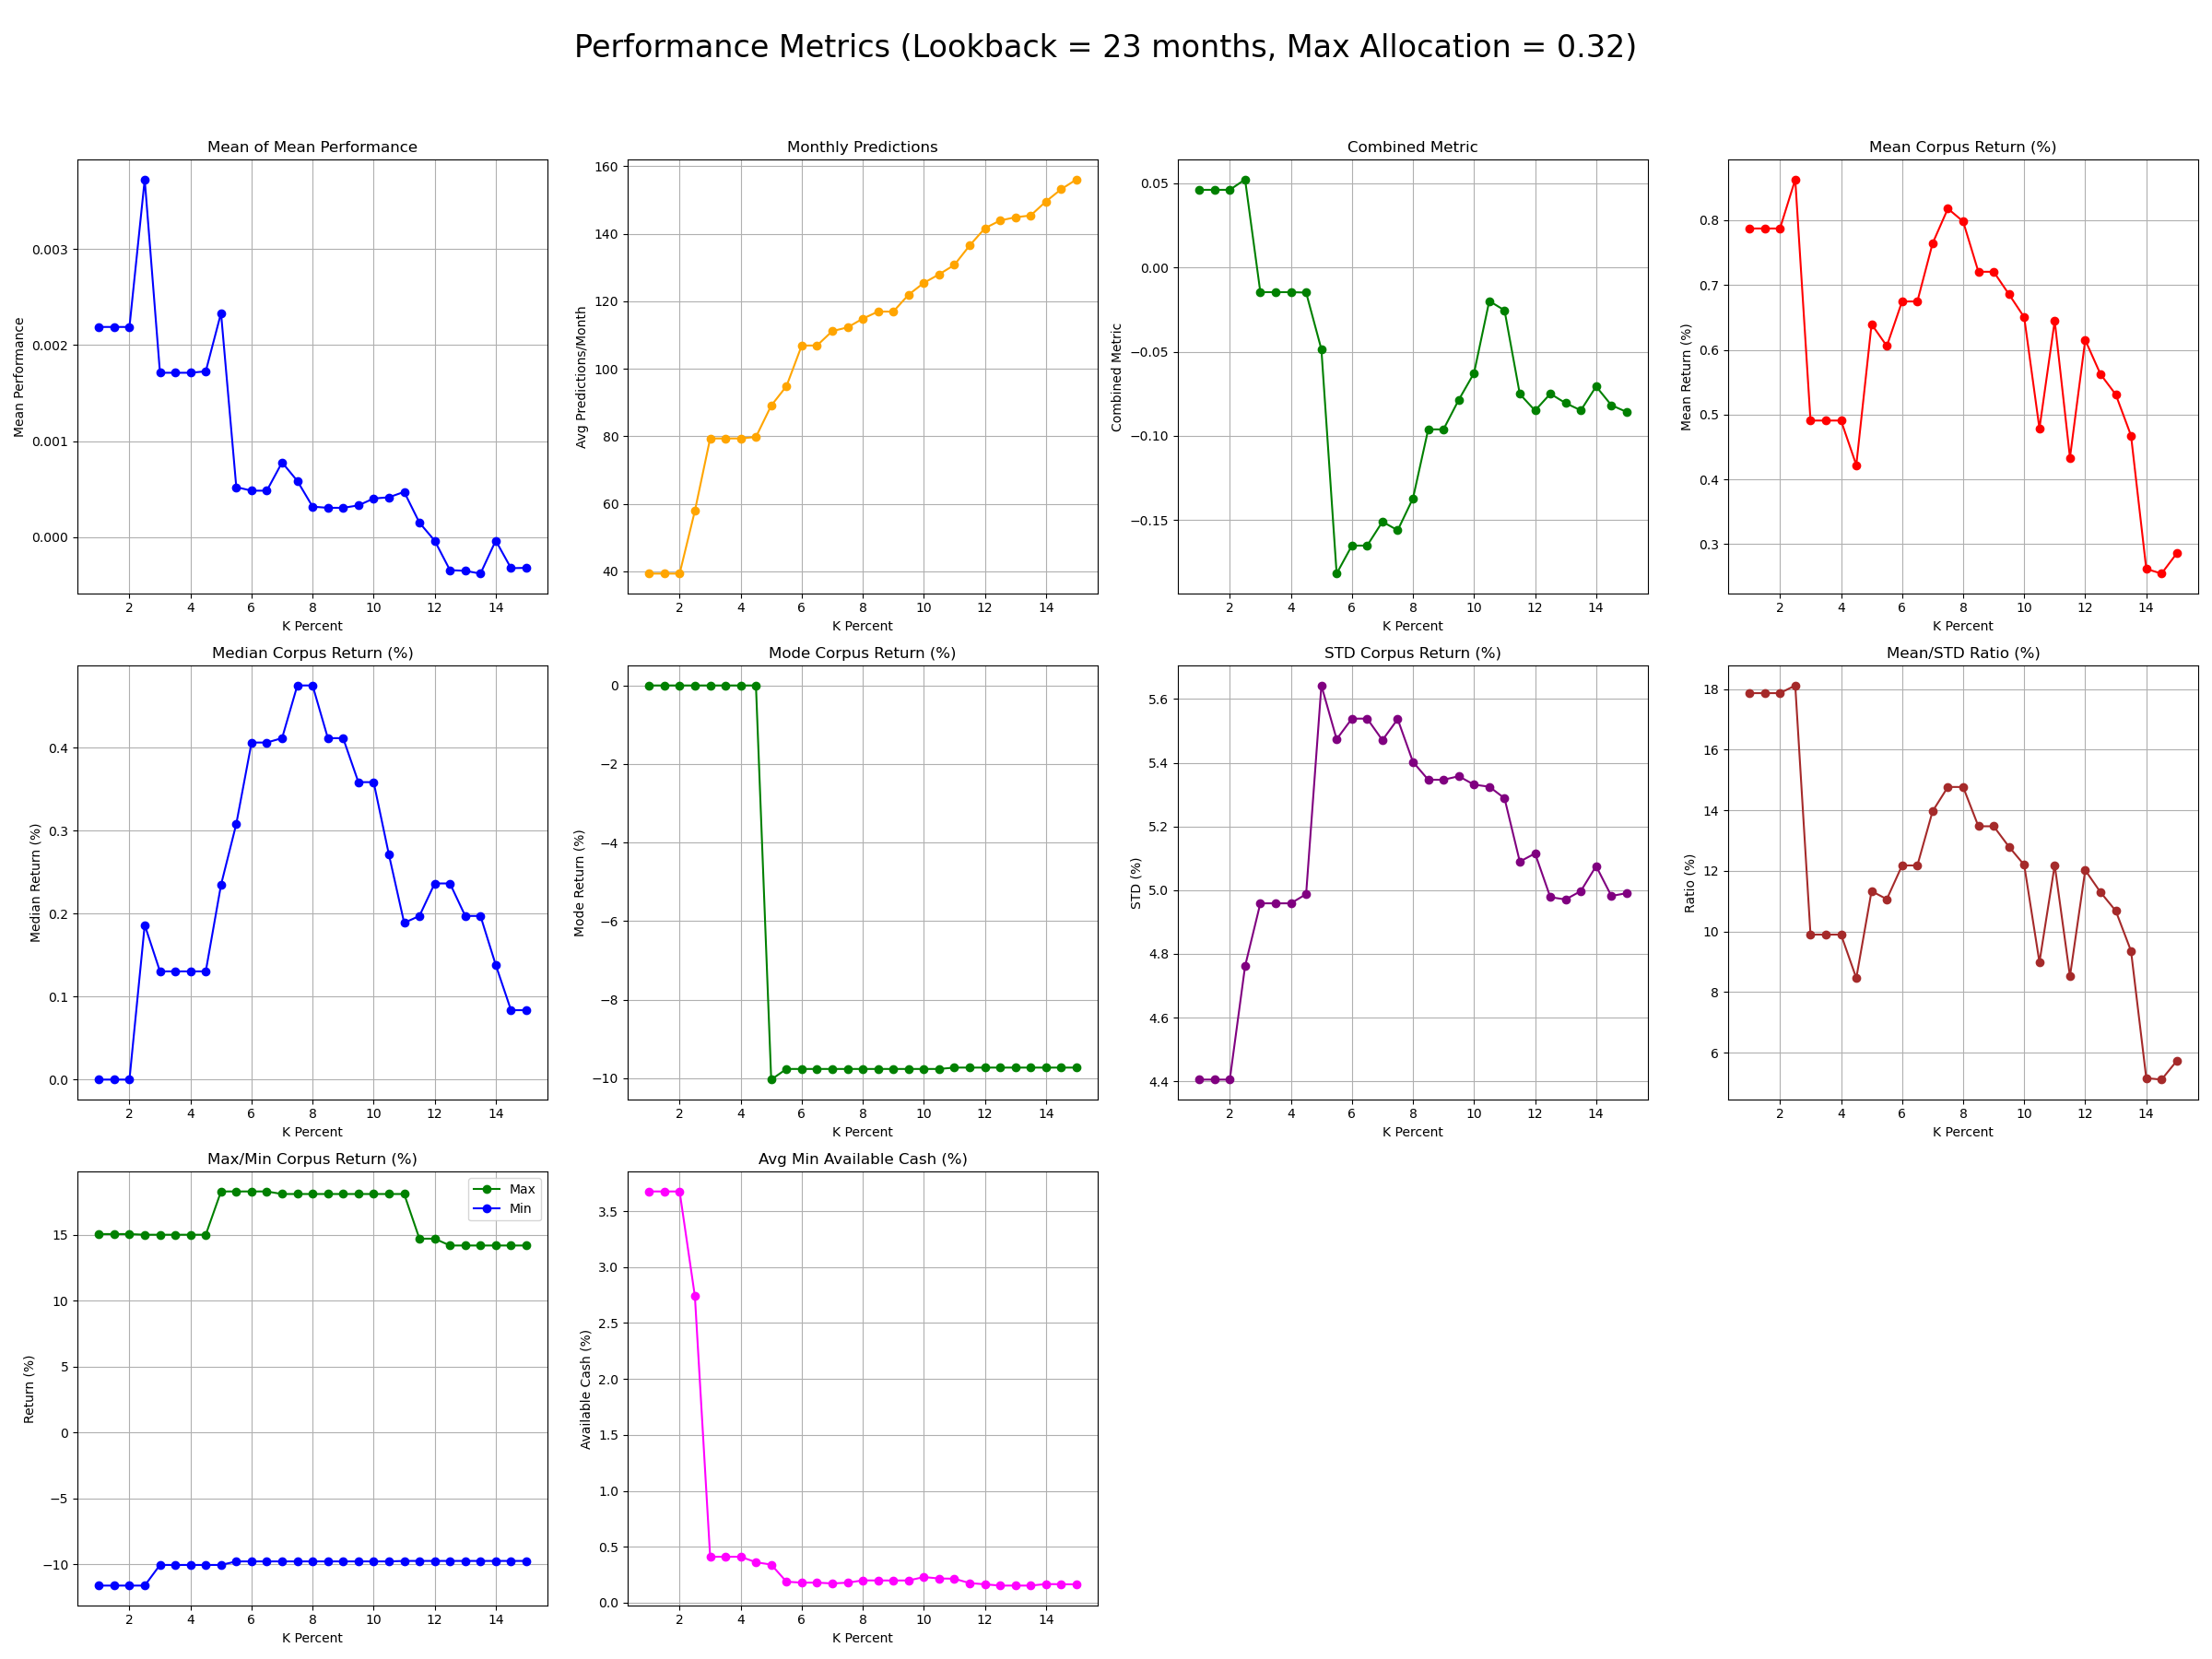 Performance Metrics (Lookback = 23 months, Max Allocation = 0.32)
Mean of Mean Performance
Mean Performance
0.003
0.002
0.001
0.000
2 4 6 8 10 12 14
K Percent
Monthly Predictions
Avg Predictions/Month
160
140
120
100
80
60
40
2 4 6 8 10 12 14
K Percent
Combined Metric
Combined Metric
0.05
0.00
−0.05
−0.10
−0.15
2 4 6 8 10 12 14
K Percent
Mean Corpus Return (%)
Mean Return (%)
0.8
0.7
0.6
0.5
0.4
0.3
2 4 6 8 10 12 14
K Percent
Median Corpus Return (%)
Median Return (%)
0.4
0.3
0.2
0.1
0.0
2 4 6 8 10 12 14
K Percent
Mode Corpus Return (%)
Mode Return (%)
0
−2
−4
−6
−8
−10
2 4 6 8 10 12 14
K Percent
STD Corpus Return (%)
STD (%)
5.6
5.4
5.2
5.0
4.8
4.6
4.4
2 4 6 8 10 12 14
K Percent
Mean/STD Ratio (%)
Ratio (%)
18
16
14
12
10
8
6
2 4 6 8 10 12 14
K Percent
Max/Min Corpus Return (%)
Return (%)
Max
Min
15
10
5
0
−5
−10
2 4 6 8 10 12 14
K Percent
Avg Min Available Cash (%)
Available Cash (%)
3.5
3.0
2.5
2.0
1.5
1.0
0.5
0.0
2 4 6 8 10 12 14
K Percent